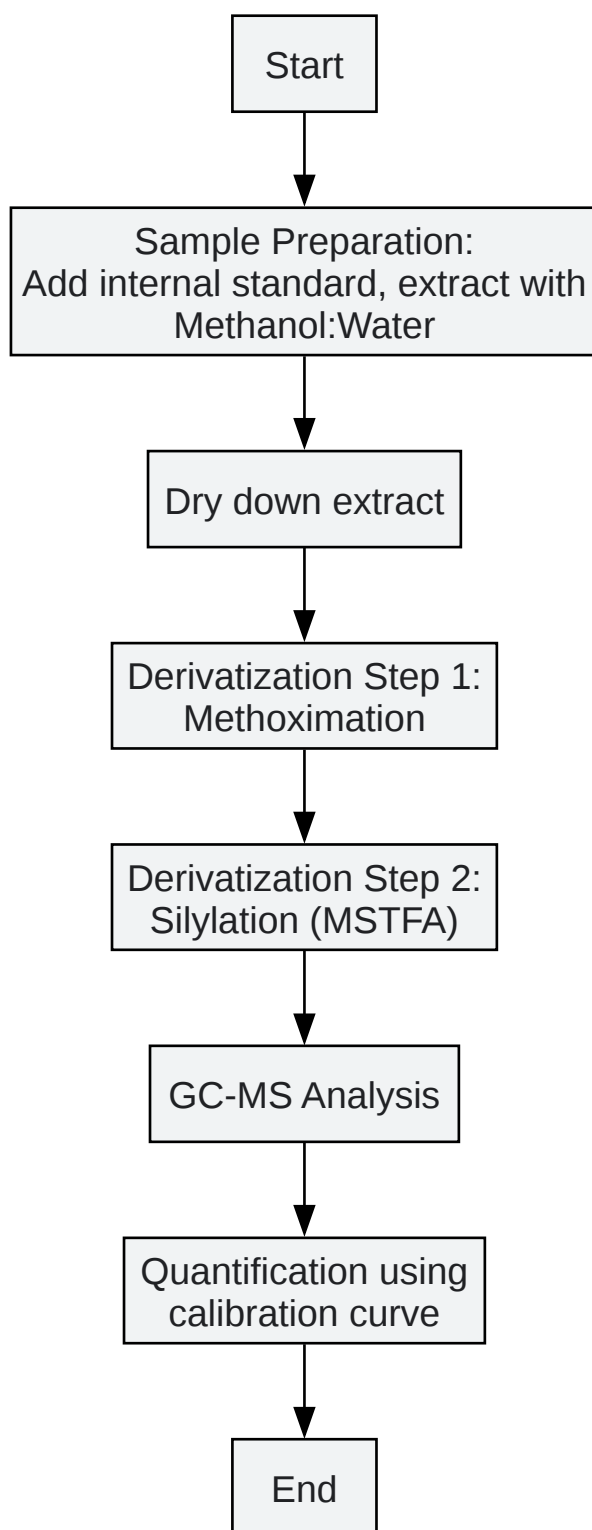 Start
Sample Preparation:
Add internal standard, extract with
Methanol:Water
Dry down extract
Derivatization Step 1:
Methoximation
Derivatization Step 2:
Silylation (MSTFA)
GC-MS Analysis
Quantification using
calibration curve
End